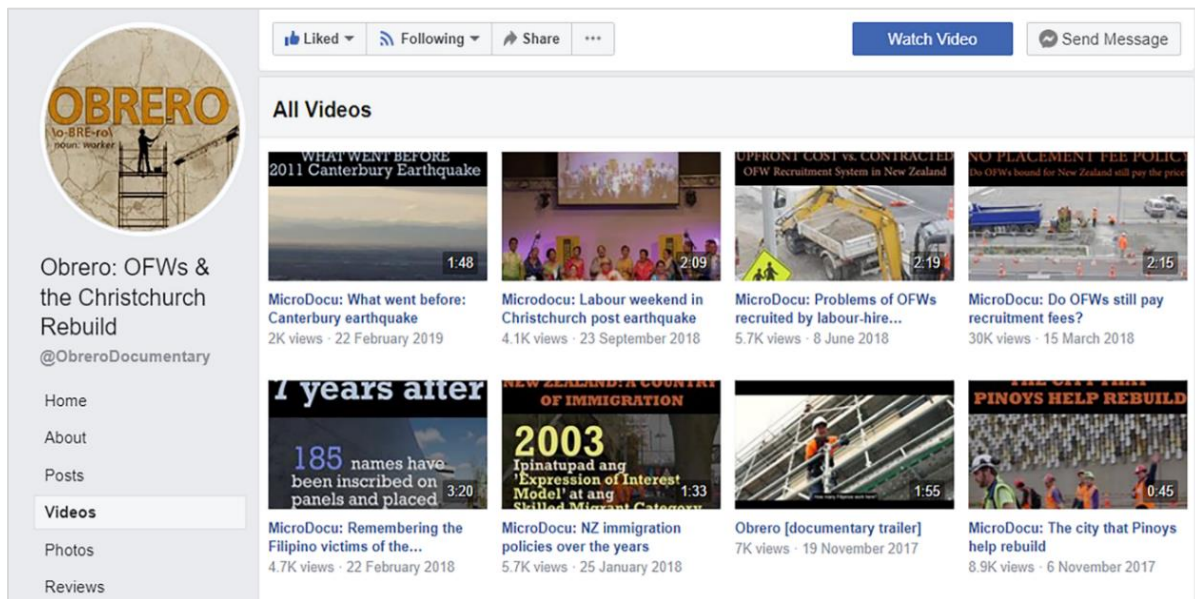 OBRERO
\o-BRE-ro\
noun: worker
Obrero: OFWs &
the Christchurch
Rebuild
@ObreroDocumentary
Home
About
Posts
Videos
Photos
Reviews
Liked
Following
Share
Watch Video
Send Message
All Videos
WHAT WENT BEFORE
2011 Canterbury Earthquake
1:48
MicroDocu: What went before:
Canterbury earthquake
2K views · 22 February 2019
2:09
Microdocu: Labour weekend in
Christchurch post earthquake
4.1K views · 23 September 2018
UPFRONT COST vs. CONTRACTED
OFW Recruitment System in New Zealand
2:19
MicroDocu: Problems of OFWs
recruited by labour-hire...
5.7K views · 8 June 2018
NO PLACEMENT FEE POLICY
Do OFWs bound for New Zealand still pay the price?
2:15
MicroDocu: Do OFWs still pay
recruitment fees?
30K views · 15 March 2018
7 years after
185 names have
been inscribed on
panels and placed
3:20
MicroDocu: Remembering the
Filipino victims of the...
4.7K views · 22 February 2018
NEW ZEALAND: A COUNTRY
OF IMMIGRATION
2003
Ipinatupad ang
'Expression of Interest
Model' at ang
Skilled Migrant Category
1:33
MicroDocu: NZ immigration
policies over the years
5.7K views · 25 January 2018
How many Filipinos work here?
1:55
Obrero [documentary trailer]
7K views · 19 November 2017
THE CITY THAT
PINOYS HELP REBUILD
0:45
MicroDocu: The city that Pinoys
help rebuild
8.9K views · 6 November 2017